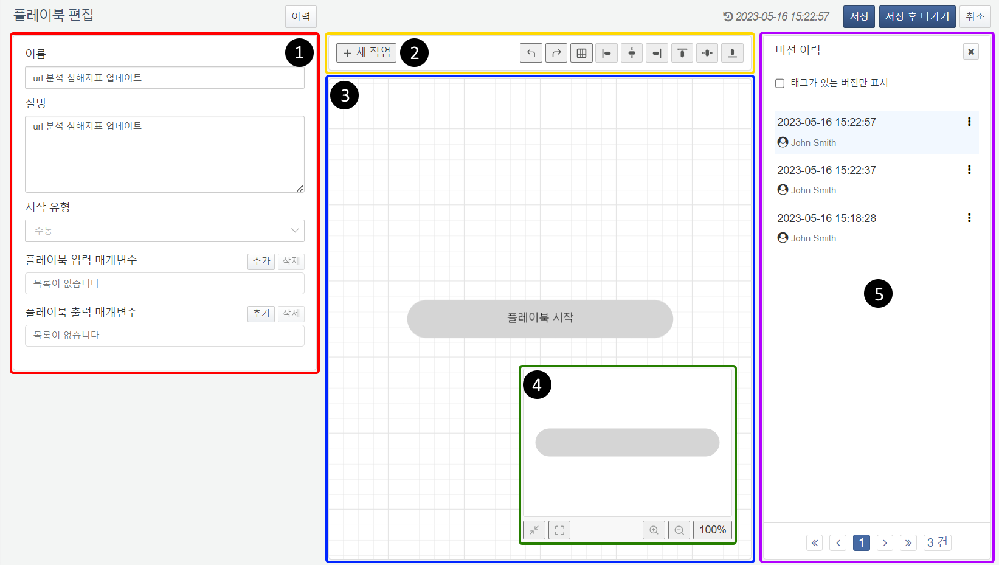 플레이북 편집
이력
2023-05-16 15:22:57
저장
저장 후 나가기
취소
1
이름
url 분석 침해지표 업데이트
설명
url 분석 침해지표 업데이트
시작 유형
수동
플레이북 입력 매개변수
추가
삭제
목록이 없습니다
플레이북 출력 매개변수
추가
삭제
목록이 없습니다
+ 새 작업
2
3
플레이북 시작
4
100%
버전 이력
태그가 있는 버전만 표시
2023-05-16 15:22:57
John Smith
2023-05-16 15:22:37
John Smith
2023-05-16 15:18:28
John Smith
5
« ‹ 1 › » 3 건